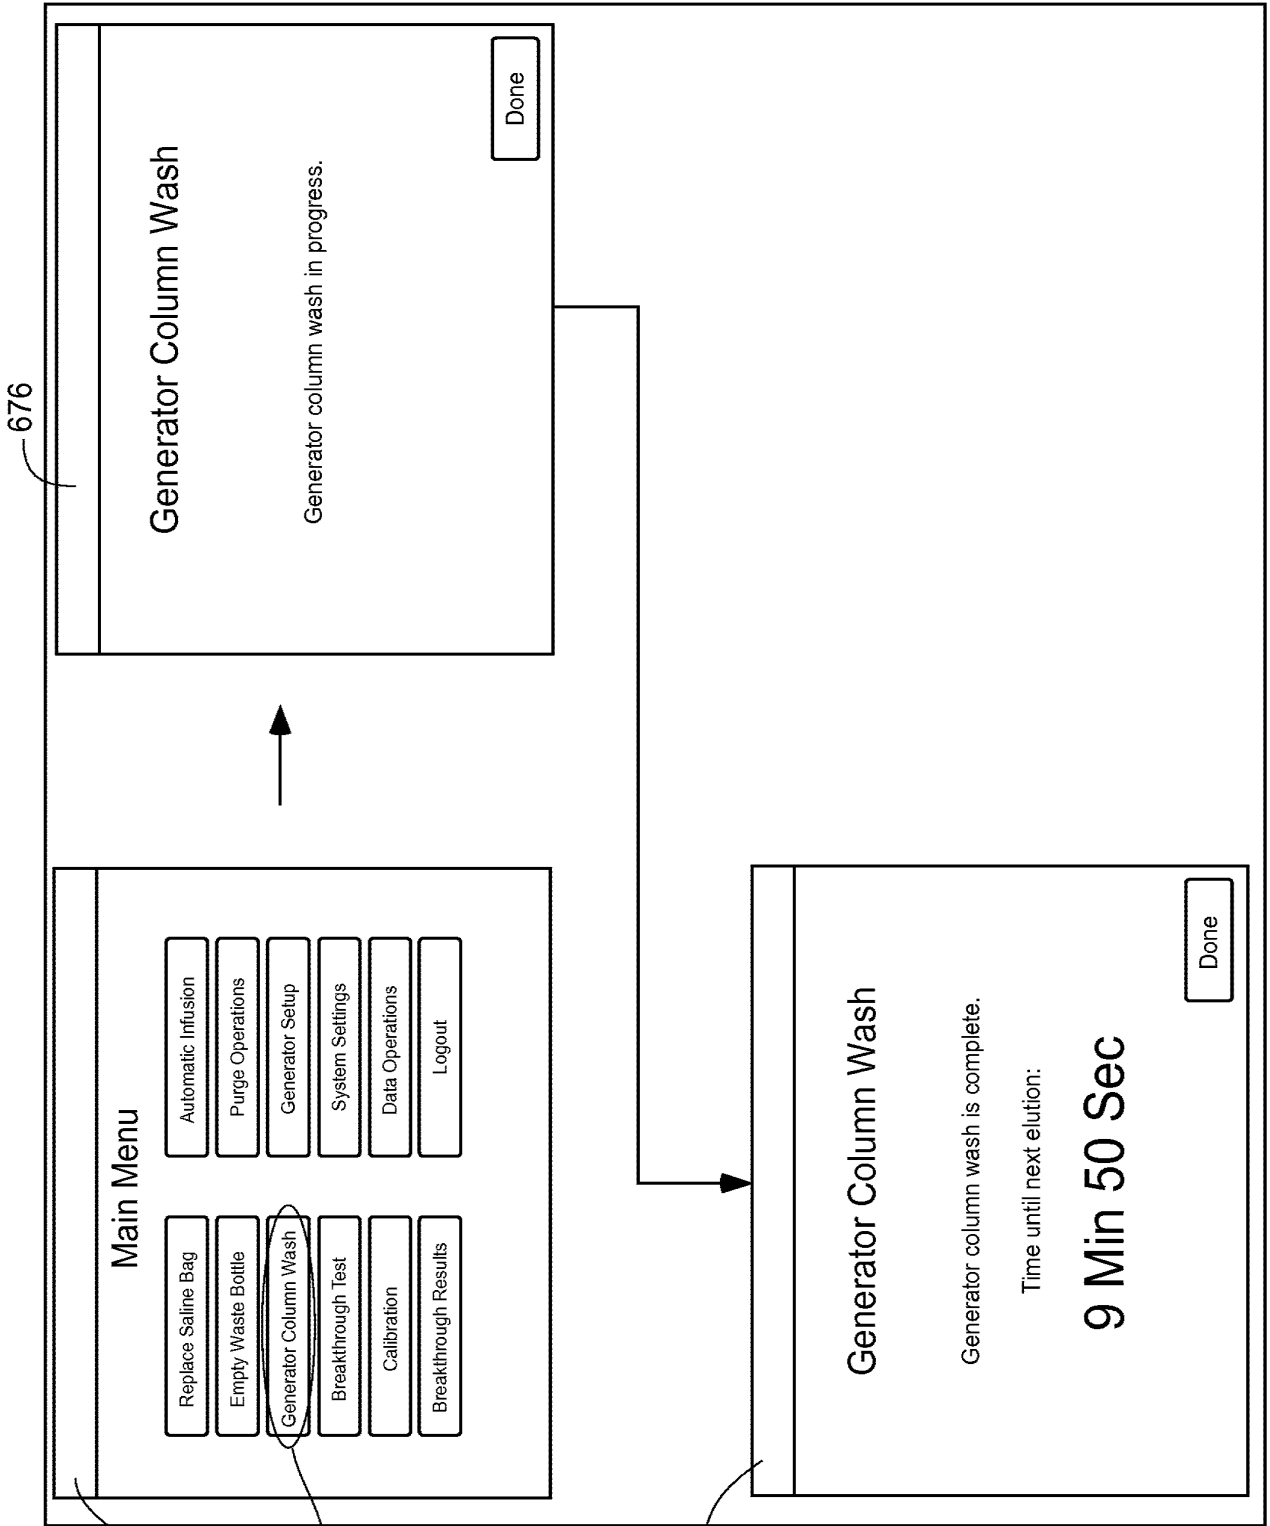 676
Main Menu
Replace Saline Bag
Automatic Infusion
Empty Waste Bottle
Purge Operations
Generator Column Wash
Generator Setup
Breakthrough Test
System Settings
Calibration
Data Operations
Breakthrough Results
Logout
Generator Column Wash
Generator column wash in progress.
Done
Generator Column Wash
Generator column wash is complete.
Time until next elution:
9 Min 50 Sec
Done